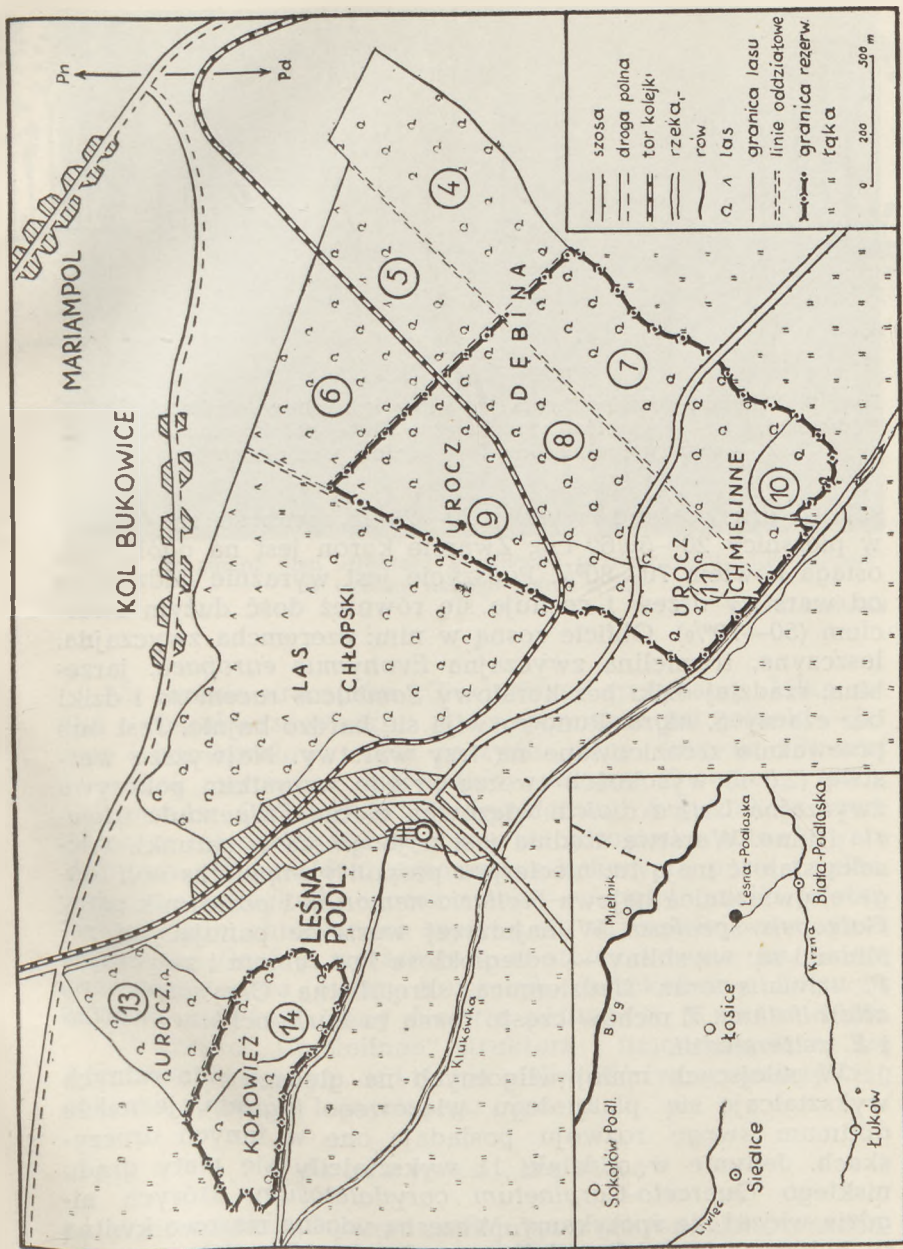 Pn
Pd
MARIAMPOL
KOL BUKOWICE
LAS
CHŁOPSKI
6
5
4
UROCZ
DĘBINA
9
8
7
UROCZ
CHMIELINNE
11
10
13
UROCZ.
KOKOWIEŻ
14
LEŚNA
PODL.
Klukówka
szosa
droga polna
tor kolejki
rzeka,-
rów
las
granica lasu
linie oddziałowe
granica rezerw.
łąka
0 200 500 m
Sokołów Podl.
Bug
Mielnik
Łosice
Leśna-Podlaska
Siedlce
Liwiec
Krzna
Biała-Podlaska
Łuków